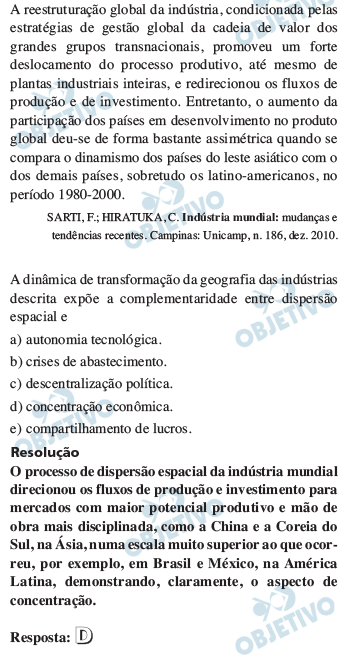 A reestruturação global da indústria, condicionada pelas
estratégias de gestão global da cadeia de valor dos
grandes grupos transnacionais, promoveu um forte
deslocamento do processo produtivo, até mesmo de
plantas industriais inteiras, e redirecionou os fluxos de
produção e de investimento. Entretanto, o aumento da
participação dos países em desenvolvimento no produto
global deu-se de forma bastante assimétrica quando se
compara o dinamismo dos países do leste asiático com o
dos demais países, sobretudo os latino-americanos, no
período 1980-2000.
SARTI, F.; HIRATUKA, C. Indústria mundial: mudanças e
tendências recentes. Campinas: Unicamp, n. 186, dez. 2010.
A dinâmica de transformação da geografia das indústrias
descrita expõe a complementaridade entre dispersão
espacial e
a) autonomia tecnológica.
b) crises de abastecimento.
c) descentralização política.
d) concentração econômica.
e) compartilhamento de lucros.
Resolução
O processo de dispersão espacial da indústria mundial
direcionou os fluxos de produção e investimento para
mercados com maior potencial produtivo e mão de
obra mais disciplinada, como a China e a Coreia do
Sul, na Ásia, numa escala muito superior ao que ocor-
reu, por exemplo, em Brasil e México, na América
Latina, demonstrando, claramente, o aspecto de
concentração.
Resposta: D
OBJETIVO
OBJETIVO
OBJETIVO
OBJETIVO
OBJETIVO
OBJETIVO
OBJETIVO
OBJETIVO
OBJETIVO